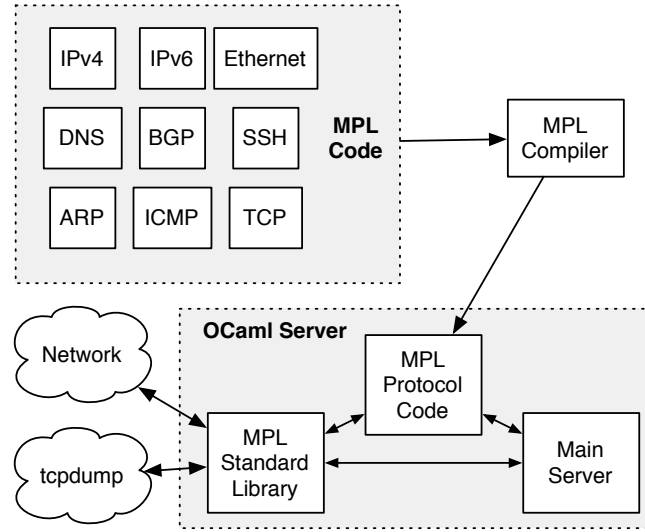 IPv4
IPv6
Ethernet
DNS
BGP
SSH
MPL
Code
ARP
ICMP
TCP
MPL
Compiler
OCaml Server
Network
MPL
Protocol
Code
MPL
Standard
Library
Main
Server
tcpdump